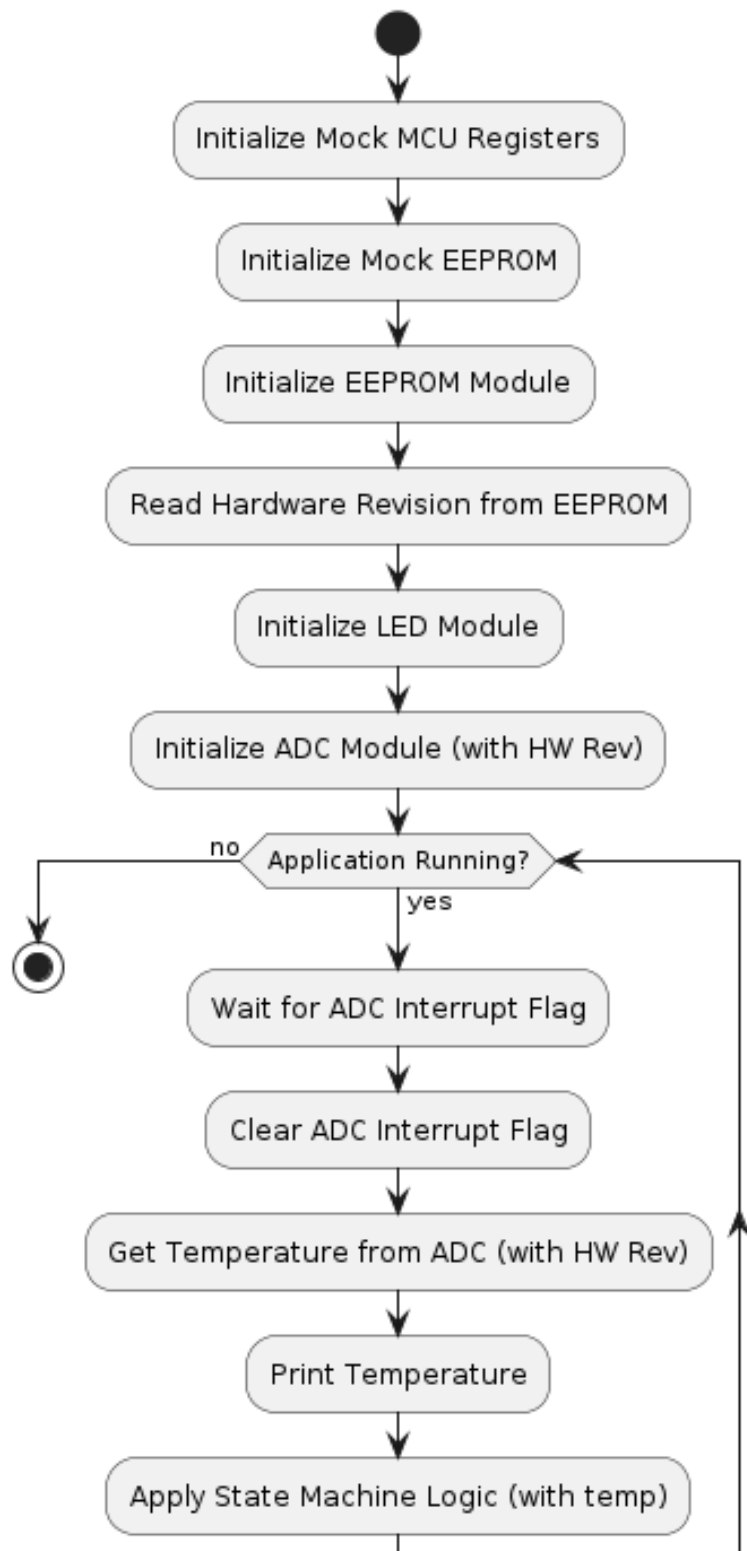 Initialize Mock MCU Registers
Initialize Mock EEPROM
Initialize EEPROM Module
Read Hardware Revision from EEPROM
Initialize LED Module
Initialize ADC Module (with HW Rev)
no
Application Running?
yes
Wait for ADC Interrupt Flag
Clear ADC Interrupt Flag
Get Temperature from ADC (with HW Rev)
Print Temperature
Apply State Machine Logic (with temp)